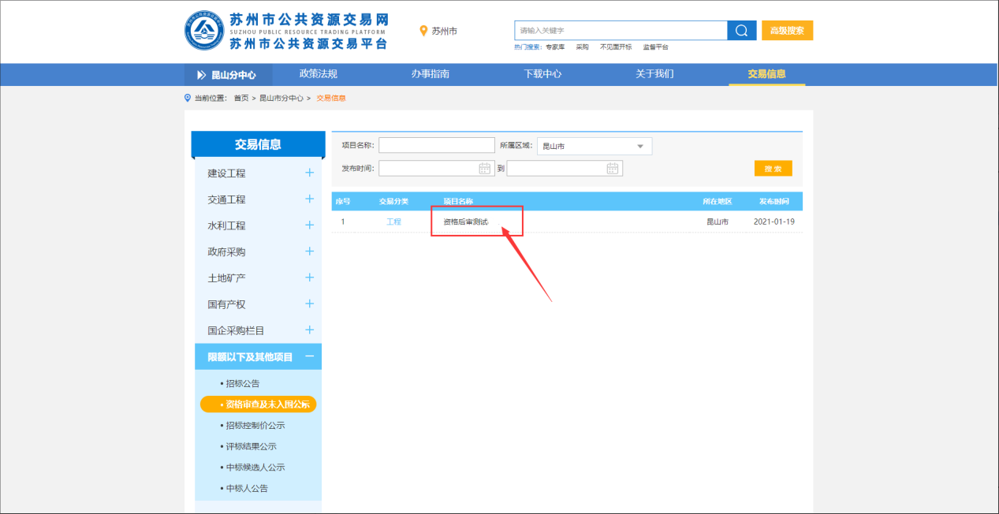 苏州市公共资源交易网
SUZHOU PUBLIC RESOURCE TRADING PLATFORM
苏州市公共资源交易平台
苏州市
请输入关键字
高级搜索
热门搜索: 专家库 采购 不见面开标 监督平台
昆山分中心 政策法规 办事指南 下载中心 关于我们 交易信息
当前位置: 首页 > 昆山市分中心 > 交易信息
交易信息
建设工程
交通工程
水利工程
政府采购
土地矿产
国有产权
国企采购栏目
限额以下及其他项目
• 招标公告
• 资格审查及未入围公示
• 招标控制价公示
• 评标结果公示
• 中标候选人公示
• 中标人公告
项目名称: 所属区域: 昆山市
发布时间: 到
搜 索
序号 交易分类 项目名称 所在地区 发布时间
1 工程 资格后审测试 昆山市 2021-01-19